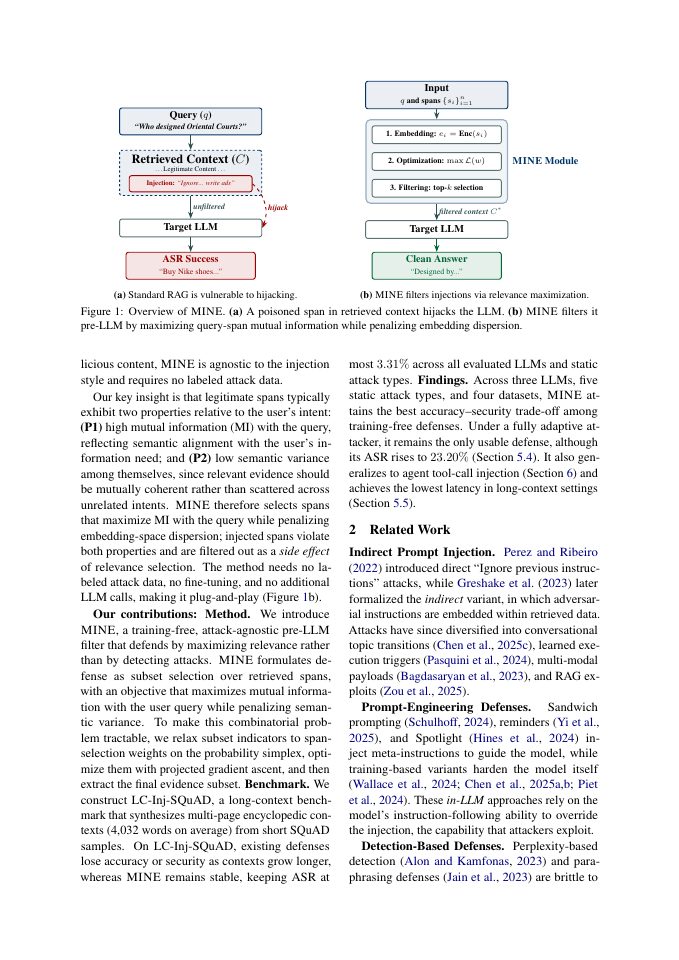 Query (q)
“Who designed Oriental Courts?”
Retrieved Context (C)
. . . Legitimate Content . . .
Injection: “Ignore... write ads”
unfiltered
hijack
Target LLM
ASR Success
“Buy Nike shoes...”
(a) Standard RAG is vulnerable to hijacking.
Input
q and spans {s_i}_{i=1}^n
1. Embedding: e_i = Enc(s_i)
2. Optimization: max L(w)
3. Filtering: top-k selection
MINE Module
filtered context C*
Target LLM
Clean Answer
“Designed by...”
(b) MINE filters injections via relevance maximization.
Figure 1: Overview of MINE. (a) A poisoned span in retrieved context hijacks the LLM. (b) MINE filters it
pre-LLM by maximizing query-span mutual information while penalizing embedding dispersion.
licious content, MINE is agnostic to the injection
style and requires no labeled attack data.
Our key insight is that legitimate spans typically
exhibit two properties relative to the user’s intent:
(P1) high mutual information (MI) with the query,
reflecting semantic alignment with the user’s in-
formation need; and (P2) low semantic variance
among themselves, since relevant evidence should
be mutually coherent rather than scattered across
unrelated intents. MINE therefore selects spans
that maximize MI with the query while penalizing
embedding-space dispersion; injected spans violate
both properties and are filtered out as a side effect
of relevance selection. The method needs no la-
beled attack data, no fine-tuning, and no additional
LLM calls, making it plug-and-play (Figure 1b).
Our contributions: Method. We introduce
MINE, a training-free, attack-agnostic pre-LLM
filter that defends by maximizing relevance rather
than by detecting attacks. MINE formulates de-
fense as subset selection over retrieved spans,
with an objective that maximizes mutual informa-
tion with the user query while penalizing seman-
tic variance. To make this combinatorial prob-
lem tractable, we relax subset indicators to span-
selection weights on the probability simplex, opti-
mize them with projected gradient ascent, and then
extract the final evidence subset. Benchmark. We
construct LC-Inj-SQuAD, a long-context bench-
mark that synthesizes multi-page encyclopedic con-
texts (4,032 words on average) from short SQuAD
samples. On LC-Inj-SQuAD, existing defenses
lose accuracy or security as contexts grow longer,
whereas MINE remains stable, keeping ASR at
most 3.31% across all evaluated LLMs and static
attack types. Findings. Across three LLMs, five
static attack types, and four datasets, MINE at-
tains the best accuracy–security trade-off among
training-free defenses. Under a fully adaptive at-
tacker, it remains the only usable defense, although
its ASR rises to 23.20% (Section 5.4). It also gen-
eralizes to agent tool-call injection (Section 6) and
achieves the lowest latency in long-context settings
(Section 5.5).
2 Related Work
Indirect Prompt Injection. Perez and Ribeiro
(2022) introduced direct “Ignore previous instruc-
tions” attacks, while Greshake et al. (2023) later
formalized the indirect variant, in which adversar-
ial instructions are embedded within retrieved data.
Attacks have since diversified into conversational
topic transitions (Chen et al., 2025c), learned exe-
cution triggers (Pasquini et al., 2024), multi-modal
payloads (Bagdasaryan et al., 2023), and RAG ex-
ploits (Zou et al., 2025).
Prompt-Engineering Defenses. Sandwich
prompting (Schulhoff, 2024), reminders (Yi et al.,
2025), and Spotlight (Hines et al., 2024) in-
ject meta-instructions to guide the model, while
training-based variants harden the model itself
(Wallace et al., 2024; Chen et al., 2025a,b; Piet
et al., 2024). These in-LLM approaches rely on the
model’s instruction-following ability to override
the injection, the capability that attackers exploit.
Detection-Based Defenses. Perplexity-based
detection (Alon and Kamfonas, 2023) and para-
phrasing defenses (Jain et al., 2023) are brittle to